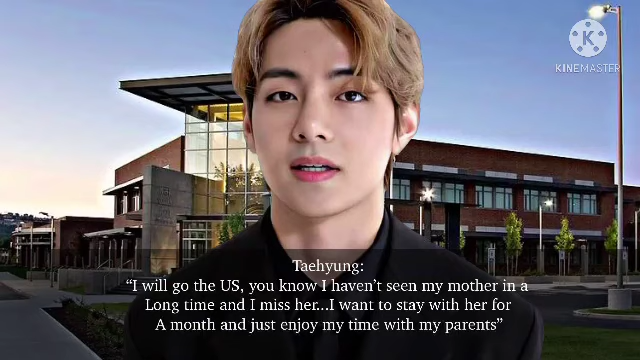 KINEMASTER
Taehyung:
“I will go the US, you know I haven’t seen my mother in a
Long time and I miss her...I want to stay with her for
A month and just enjoy my time with my parents”